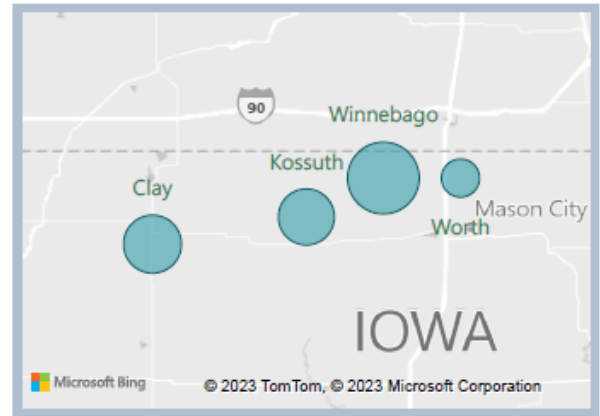 90
Winnebago
Kossuth
Clay
Mason City
Worth
IOWA
Microsoft Bing
© 2023 TomTom, © 2023 Microsoft Corporation